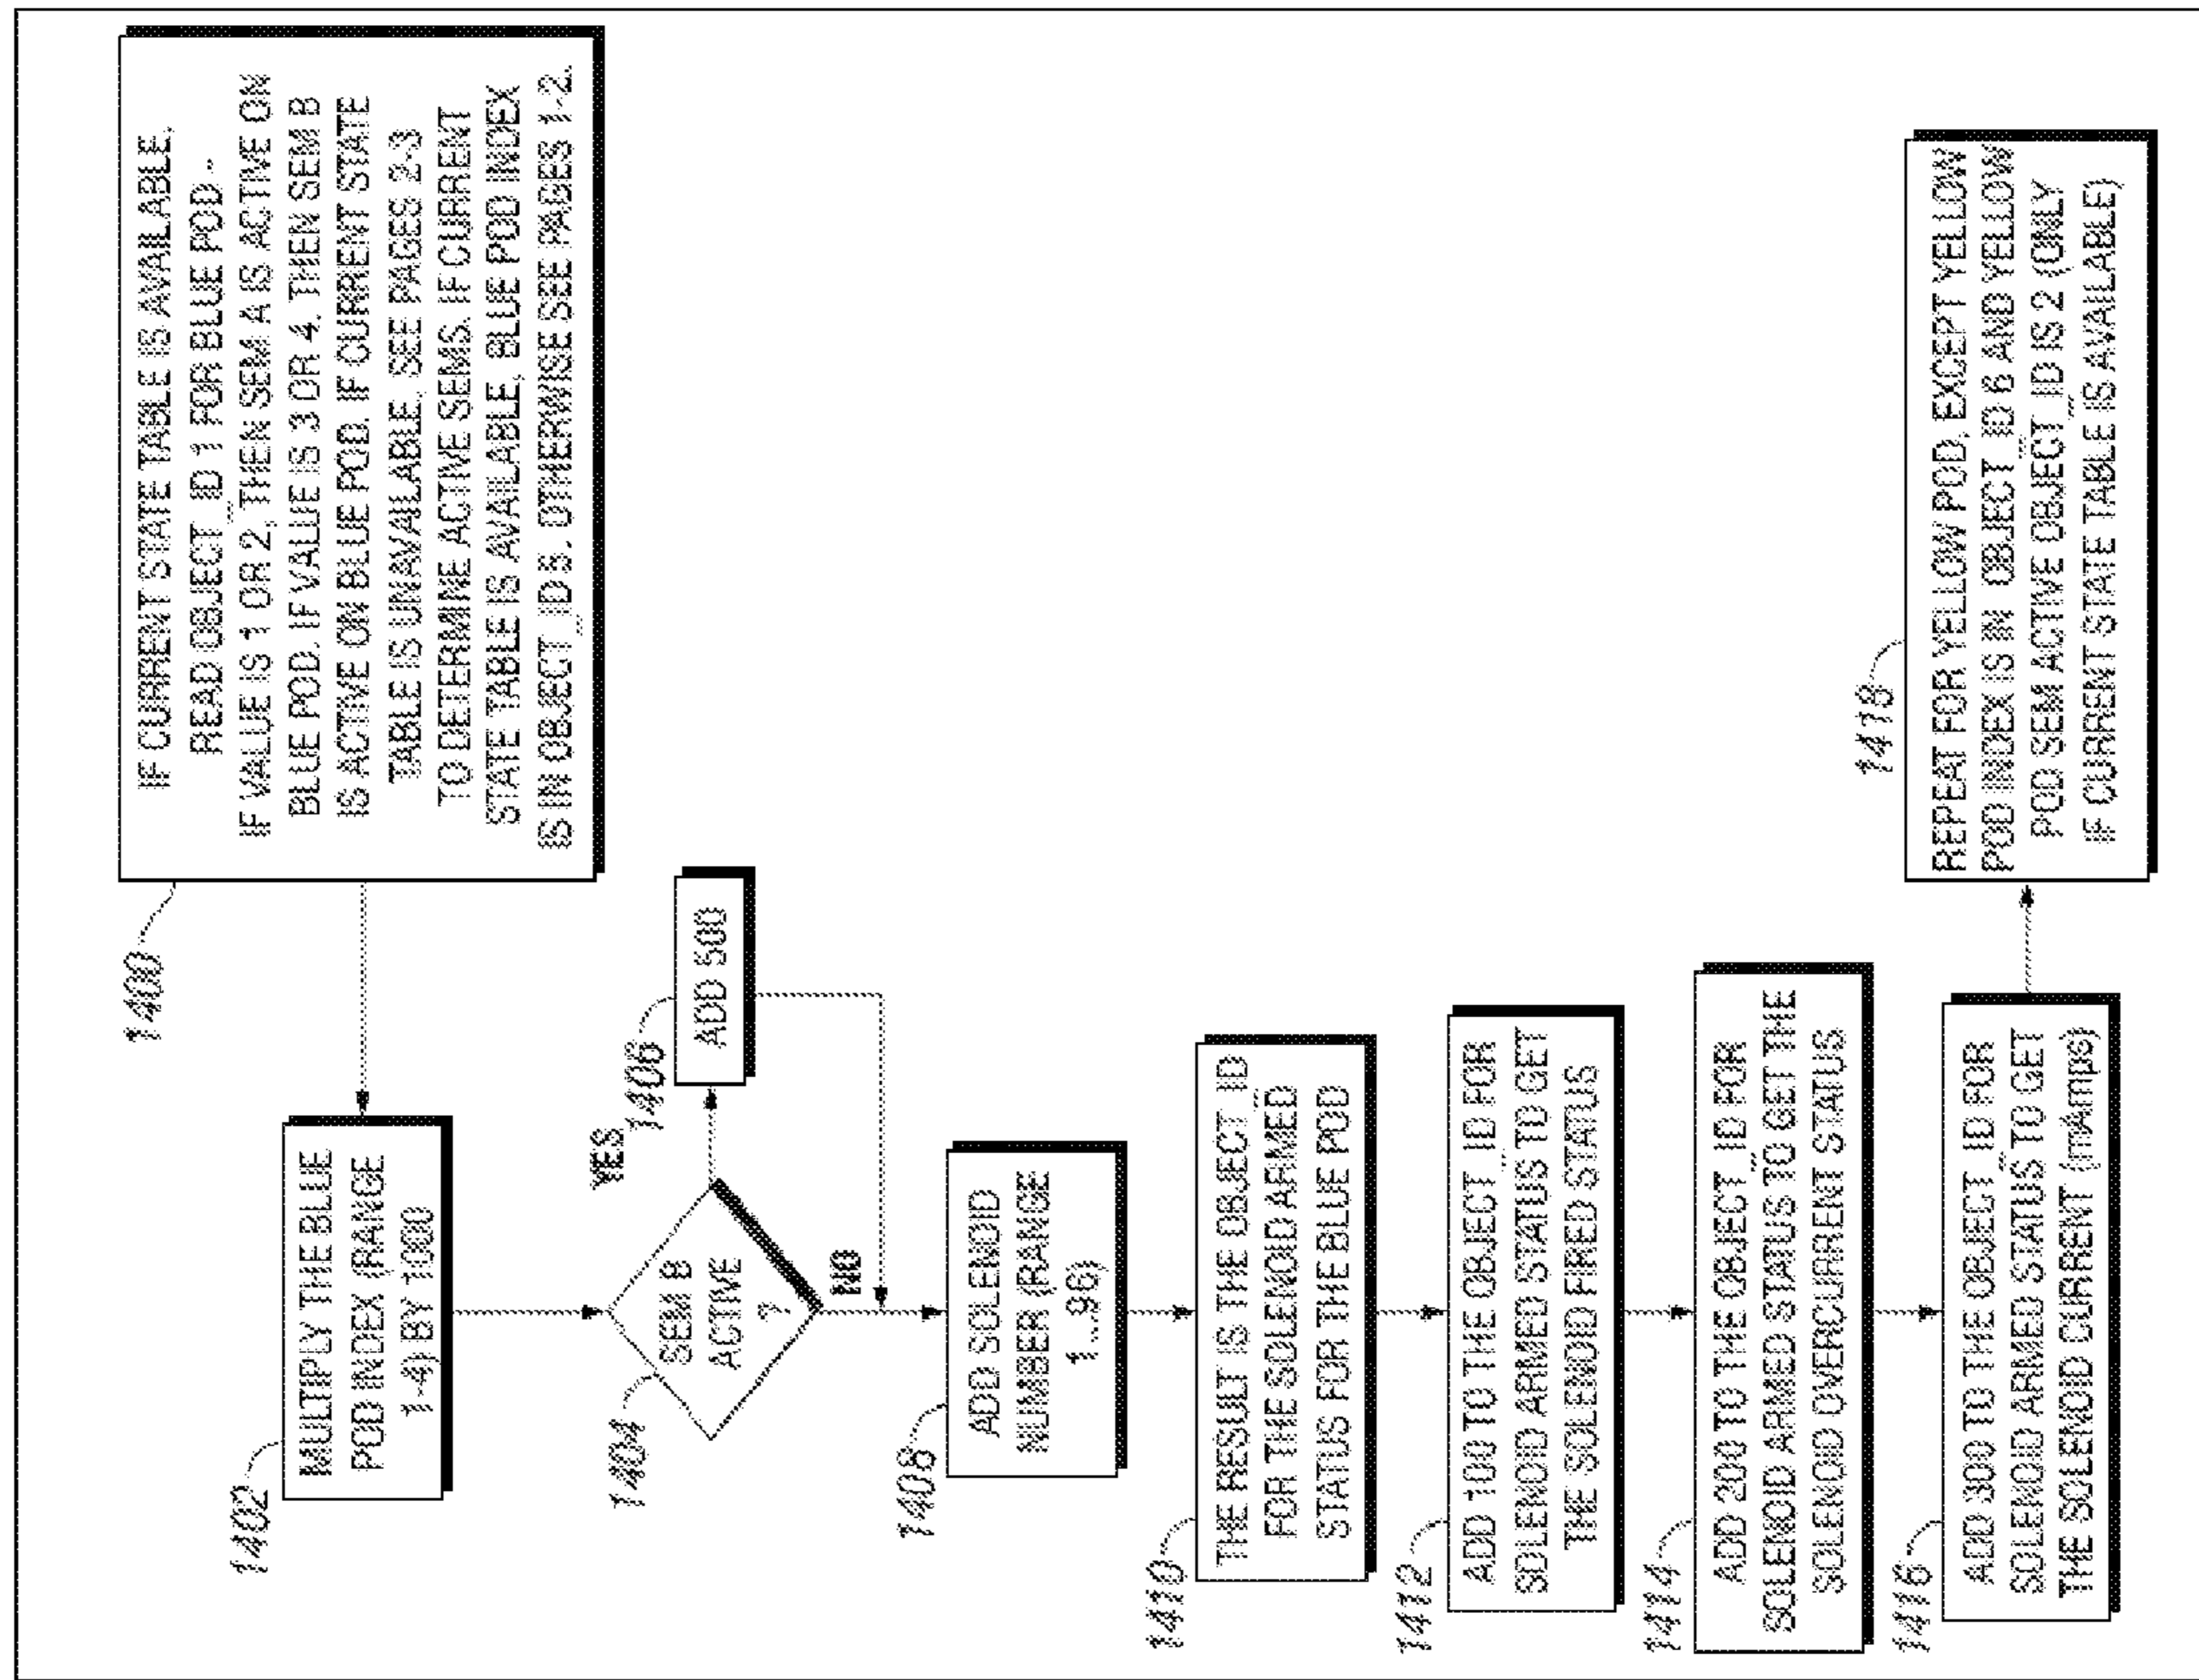 1400
IF CURRENT STATE TABLE IS AVAILABLE,
READ OBJECT_ID 1 FOR BLUE POD -
IF VALUE IS 1 OR 2, THEN SEM A IS ACTIVE ON
BLUE POD. IF VALUE IS 3 OR 4, THEN SEM B
IS ACTIVE ON BLUE POD. IF CURRENT STATE
TABLE IS UNAVAILABLE, SEE PAGES 2-3
TO DETERMINE ACTIVE SEMS. IF CURRENT
STATE TABLE IS AVAILABLE, BLUE POD INDEX
IS IN OBJECT_ID 5. OTHERWISE SEE PAGES 1-2.
1402
MULTIPLY THE BLUE
POD INDEX (RANGE
1-4) BY 1000
1404
SEM B
ACTIVE
?
YES
1406
ADD 500
NO
1408
ADD SOLENOID
NUMBER (RANGE
1...96)
1410
THE RESULT IS THE OBJECT_ID
FOR THE SOLENOID ARMED
STATUS FOR THE BLUE POD
1412
ADD 100 TO THE OBJECT_ID FOR
SOLENOID ARMED STATUS TO GET
THE SOLENOID FIRED STATUS
1414
ADD 200 TO THE OBJECT_ID FOR
SOLENOID ARMED STATUS TO GET THE
SOLENOID OVERCURRENT STATUS
1416
ADD 300 TO THE OBJECT_ID FOR
SOLENOID ARMED STATUS TO GET
THE SOLENOID CURRENT (mAmps)
1418
REPEAT FOR YELLOW POD, EXCEPT YELLOW
POD INDEX IS IN OBJECT_ID 6 AND YELLOW
POD SEM ACTIVE OBJECT_ID IS 2 (ONLY
IF CURRENT STATE TABLE IS AVAILABLE)